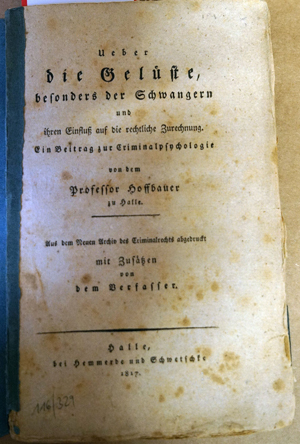 Ueber
die Gelüste,
besonders der Schwangern
und
ihren Einfluß auf die rechtliche Zurechnung.
Ein Beitrag zur Criminalpsychologie
von dem
Professor Hoffbauer
zu Halle.
Aus dem Neuen Archiv des Criminalrechts abgedruckt
mit Zusätzen
von
dem Verfasser.
Halle,
bei Hemmerde und Schwetschke
1817.
116/321